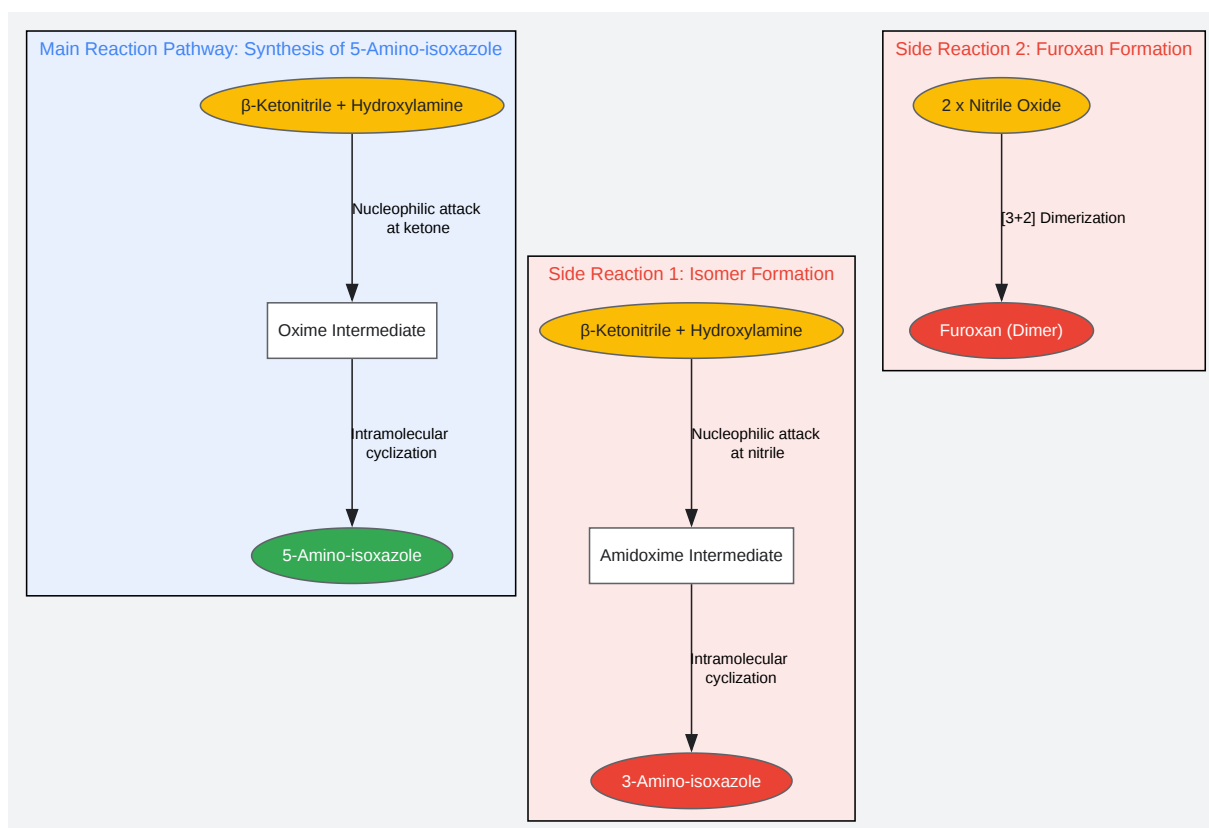 Main Reaction Pathway: Synthesis of 5-Amino-isoxazole
β-Ketonitrile + Hydroxylamine
Nucleophilic attack
at ketone
Oxime Intermediate
Intramolecular
cyclization
5-Amino-isoxazole
Side Reaction 1: Isomer Formation
β-Ketonitrile + Hydroxylamine
Nucleophilic attack
at nitrile
Amidoxime Intermediate
Intramolecular
cyclization
3-Amino-isoxazole
Side Reaction 2: Furoxan Formation
2 x Nitrile Oxide
[3+2] Dimerization
Furoxan (Dimer)